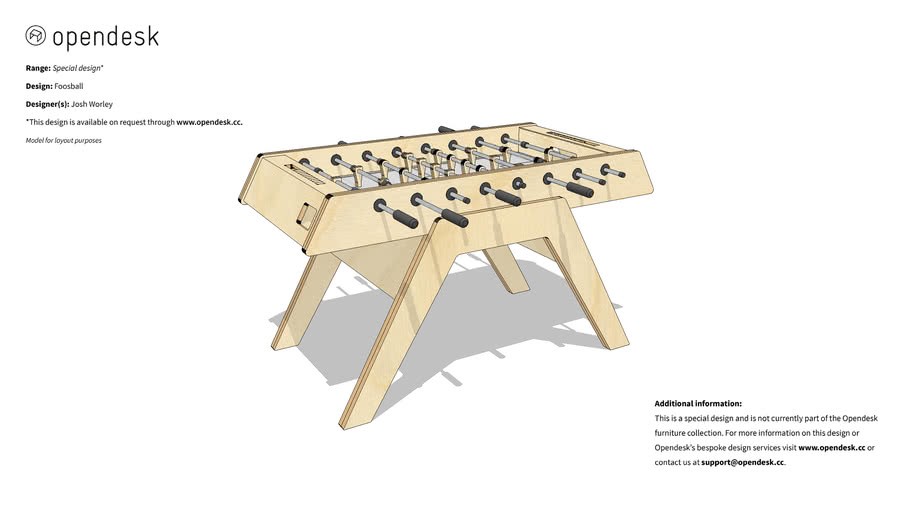 opendesk
Range: Special design*
Design: Foosball
Designer(s): Josh Worley
*This design is available on request through www.opendesk.cc.
Model for layout purposes
Additional information:
This is a special design and is not currently part of the Opendesk
furniture collection. For more information on this design or
Opendesk's bespoke design services visit www.opendesk.cc or
contact us at support@opendesk.cc.